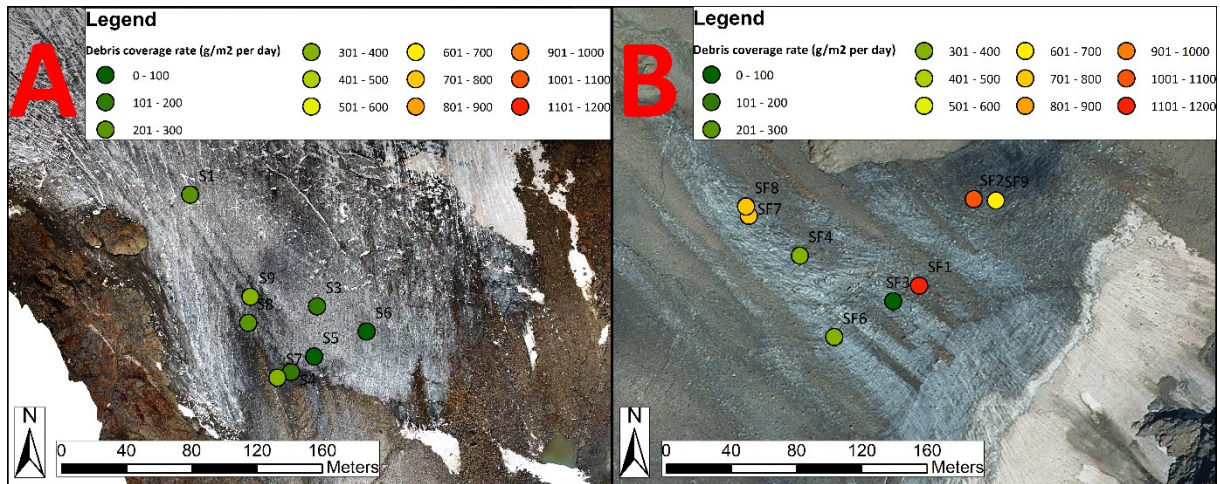 A
Legend
Debris coverage rate (g/m2 per day)
0 - 100
101 - 200
201 - 300
301 - 400
401 - 500
501 - 600
601 - 700
701 - 800
801 - 900
901 - 1000
1001 - 1100
1101 - 1200
S1
S9
S8
S3
S6
S5
S7
S4
N
0 40 80 120 160
Meters
B
Legend
Debris coverage rate (g/m2 per day)
0 - 100
101 - 200
201 - 300
301 - 400
401 - 500
501 - 600
601 - 700
701 - 800
801 - 900
901 - 1000
1001 - 1100
1101 - 1200
SF2 SF9
SF8
SF7
SF4
SF1
SF3
SF6
N
0 40 80 120 160
Meters